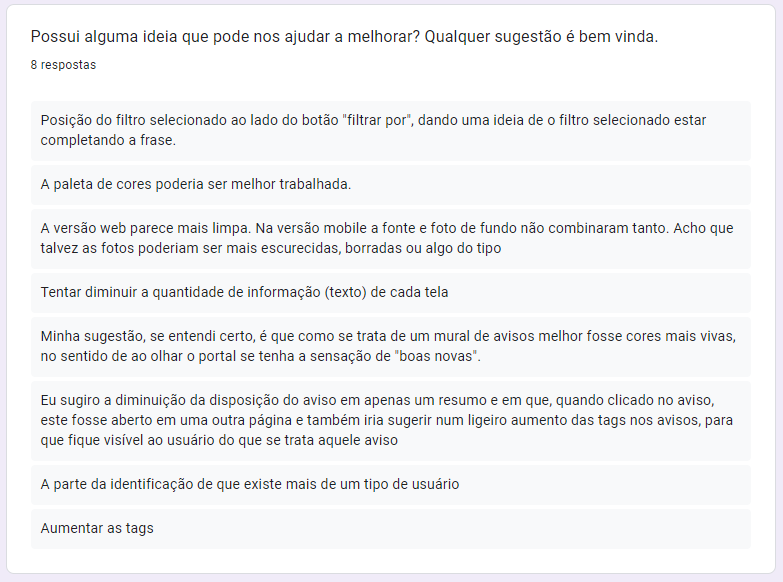 Possui alguma ideia que pode nos ajudar a melhorar? Qualquer sugestão é bem vinda.
8 respostas
Posição do filtro selecionado ao lado do botão "filtrar por", dando uma ideia de o filtro selecionado estar
completando a frase.
A paleta de cores poderia ser melhor trabalhada.
A versão web parece mais limpa. Na versão mobile a fonte e foto de fundo não combinaram tanto. Acho que
talvez as fotos poderiam ser mais escurecidas, borradas ou algo do tipo
Tentar diminuir a quantidade de informação (texto) de cada tela
Minha sugestão, se entendi certo, é que como se trata de um mural de avisos melhor fosse cores mais vivas,
no sentido de ao olhar o portal se tenha a sensação de "boas novas".
Eu sugiro a diminuição da disposição do aviso em apenas um resumo e em que, quando clicado no aviso,
este fosse aberto em uma outra página e também iria sugerir num ligeiro aumento das tags nos avisos, para
que fique visível ao usuário do que se trata aquele aviso
A parte da identificação de que existe mais de um tipo de usuário
Aumentar as tags